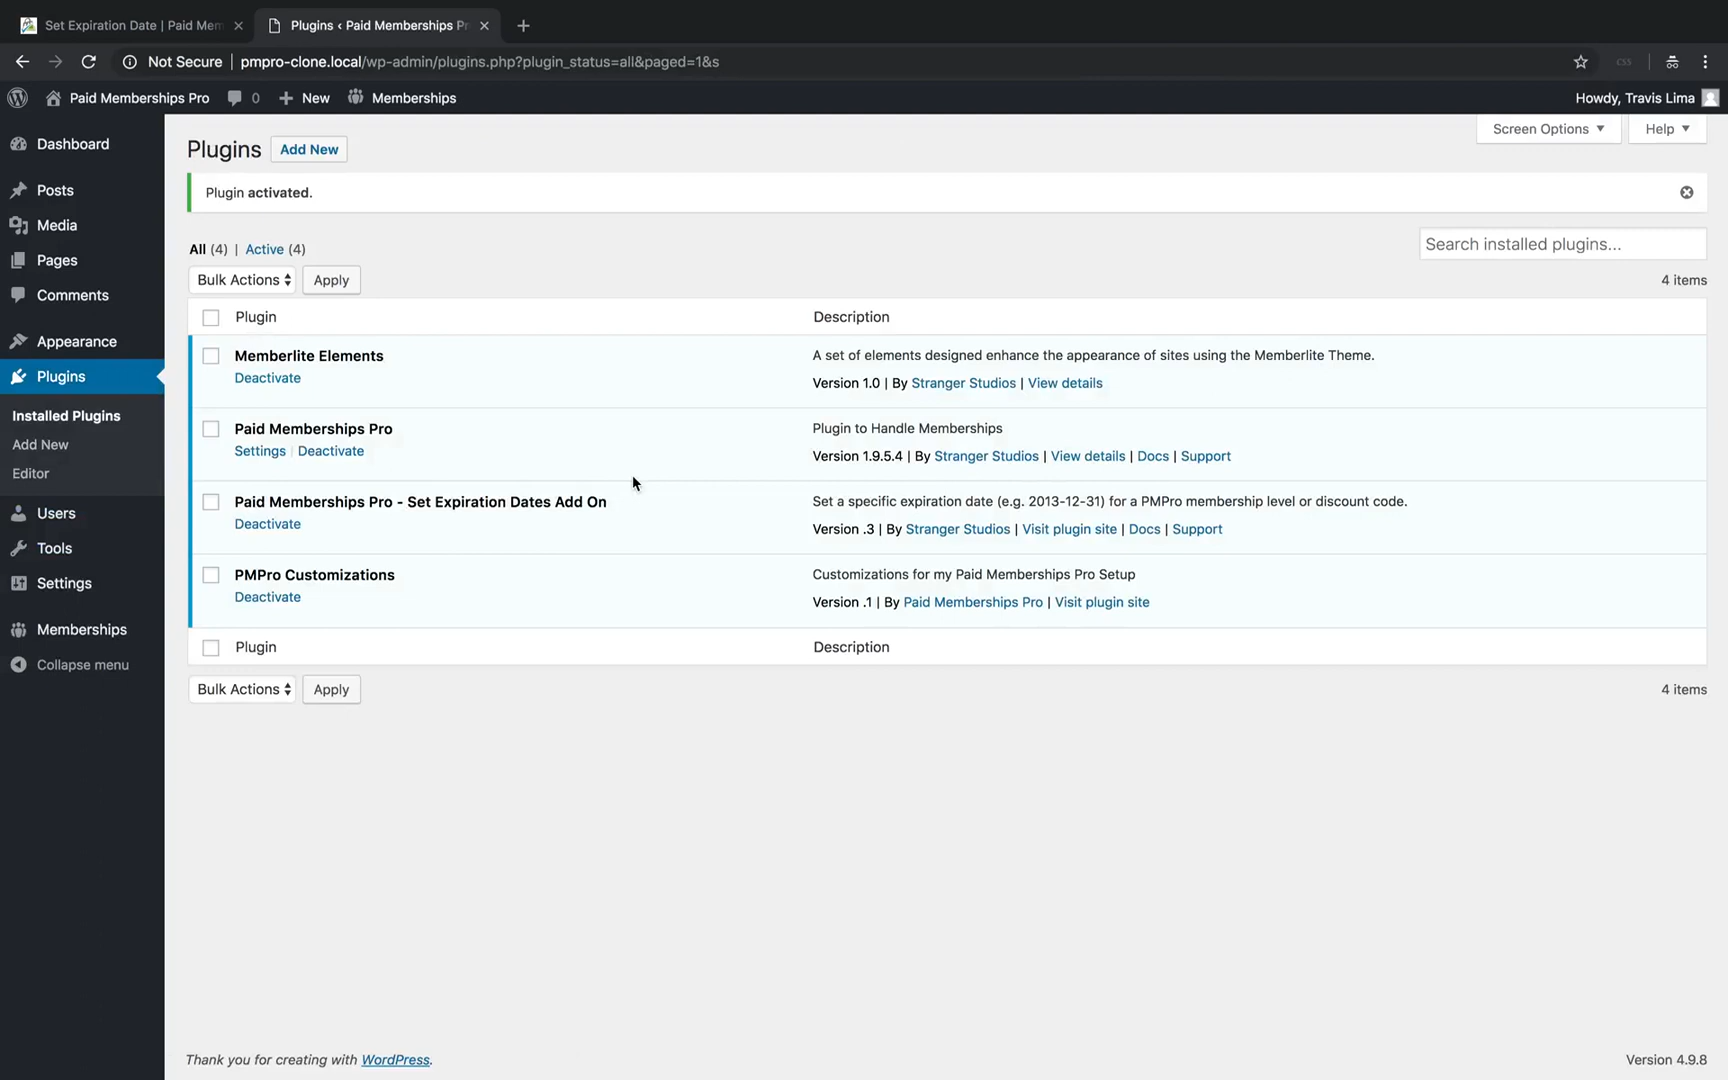 Set Expiration Date | Paid Mem
Plugins ‹ Paid Memberships Pr
Not Secure pmpro-clone.local/wp-admin/plugins.php?plugin_status=all&paged=1&s
css
Paid Memberships Pro 0 New Memberships
Howdy, Travis Lima
Dashboard
Posts
Media
Pages
Comments
Appearance
Plugins
Installed Plugins
Add New
Editor
Users
Tools
Settings
Memberships
Collapse menu
Screen Options
Help
Plugins Add New
Plugin activated.
All (4) | Active (4)
Search installed plugins...
Bulk Actions Apply
4 items
Plugin Description
Memberlite Elements
Deactivate
A set of elements designed enhance the appearance of sites using the Memberlite Theme.
Version 1.0 | By Stranger Studios | View details
Paid Memberships Pro
Settings | Deactivate
Plugin to Handle Memberships
Version 1.9.5.4 | By Stranger Studios | View details | Docs | Support
Paid Memberships Pro - Set Expiration Dates Add On
Deactivate
Set a specific expiration date (e.g. 2013-12-31) for a PMPro membership level or discount code.
Version .3 | By Stranger Studios | Visit plugin site | Docs | Support
PMPro Customizations
Deactivate
Customizations for my Paid Memberships Pro Setup
Version .1 | By Paid Memberships Pro | Visit plugin site
Plugin Description
Bulk Actions Apply
4 items
Thank you for creating with WordPress.
Version 4.9.8